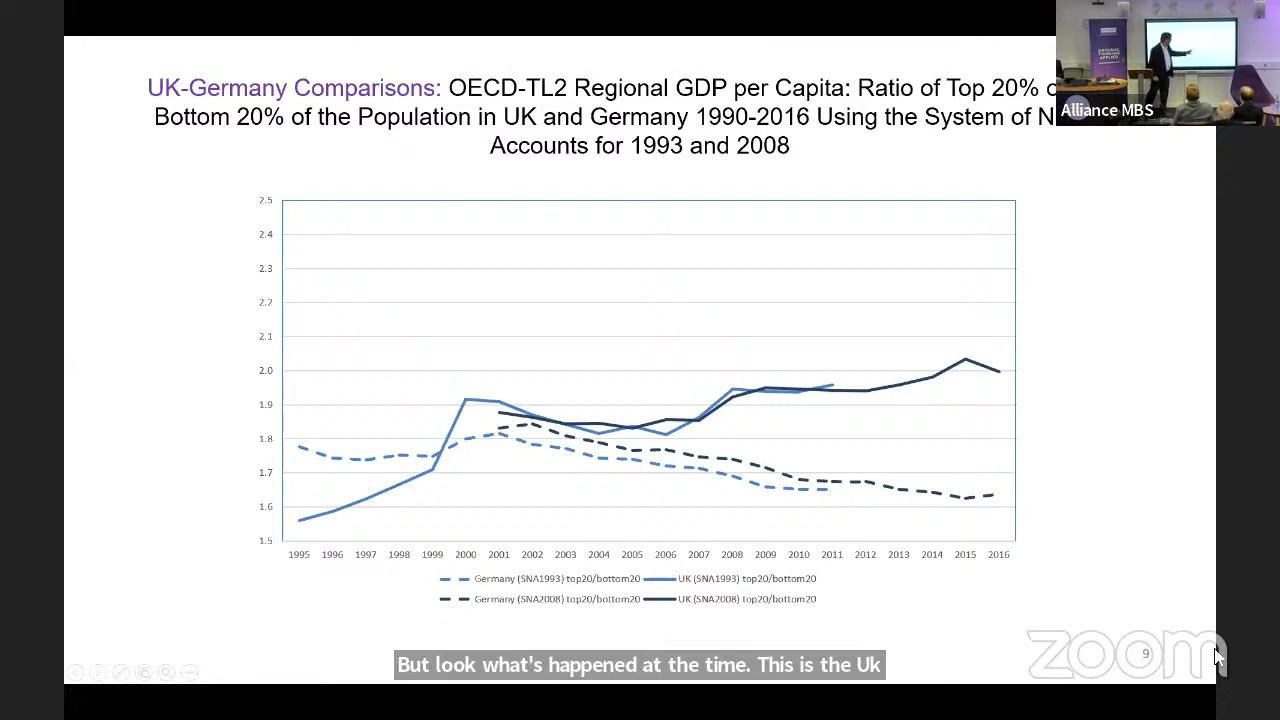 UK-Germany Comparisons: OECD-TL2 Regional GDP per Capita: Ratio of Top 20%
Bottom 20% of the Population in UK and Germany 1990-2016 Using the System of
Accounts for 1993 and 2008
Alliance MBS
ORIGINAL
THINKING
APPLIED
2.5
2.4
2.3
2.2
2.1
2.0
1.9
1.8
1.7
1.6
1.5
1995 1996 1997 1998 1999 2000 2001 2002 2003 2004 2005 2006 2007 2008 2009 2010 2011 2012 2013 2014 2015 2016
Germany (SNA1993) top20/bottom20 UK (SNA1993) top20/bottom20
Germany (SNA2008) top20/bottom20 UK (SNA2008) top20/bottom20
But look what's happened at the time. This is the Uk
zoom
9